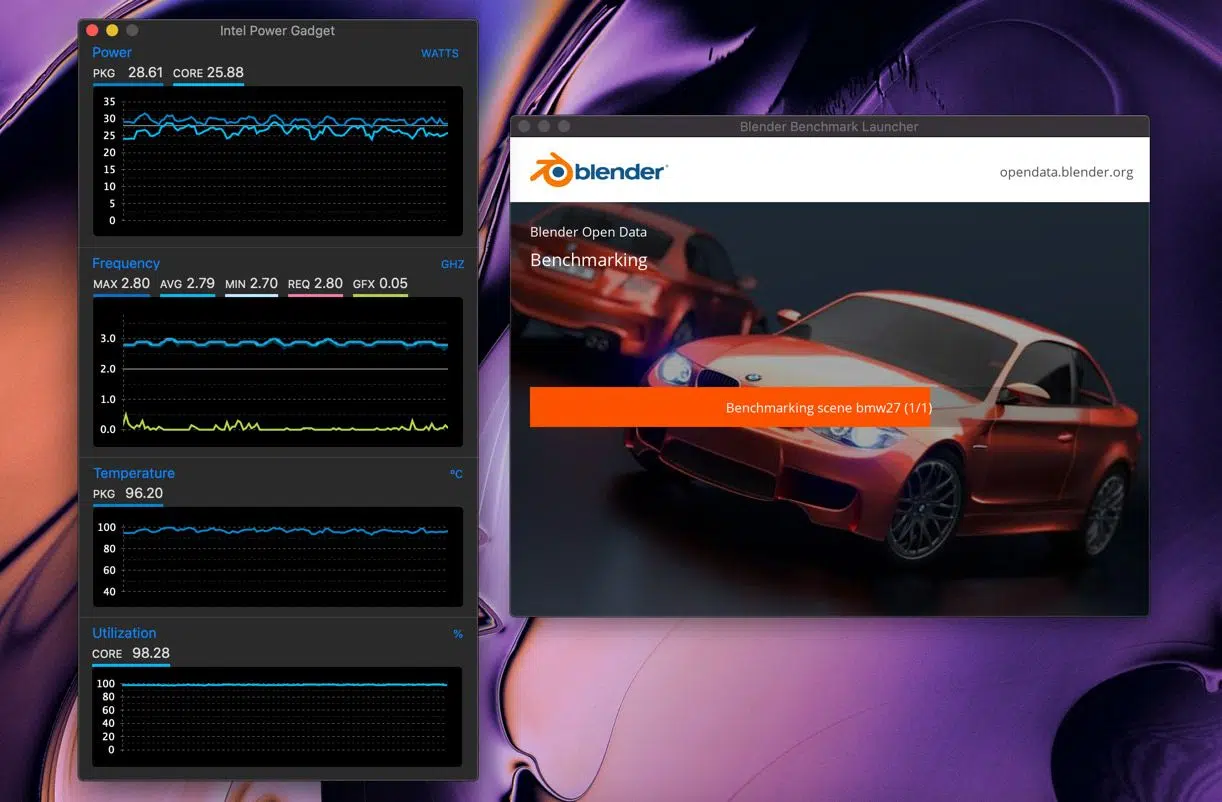 Intel Power Gadget
Power
WATTS
PKG 28.61 CORE 25.88
35
30
25
20
15
10
5
0
Frequency
GHZ
MAX 2.80 AVG 2.79 MIN 2.70 REQ 2.80 GFX 0.05
3.0
2.0
1.0
0.0
Temperature
ºC
PKG 96.20
100
80
60
40
Utilization
%
CORE 98.28
100
80
60
40
20
0
Blender Benchmark Launcher
blender
opendata.blender.org
Blender Open Data
Benchmarking
Benchmarking scene bmw27 (1/1)